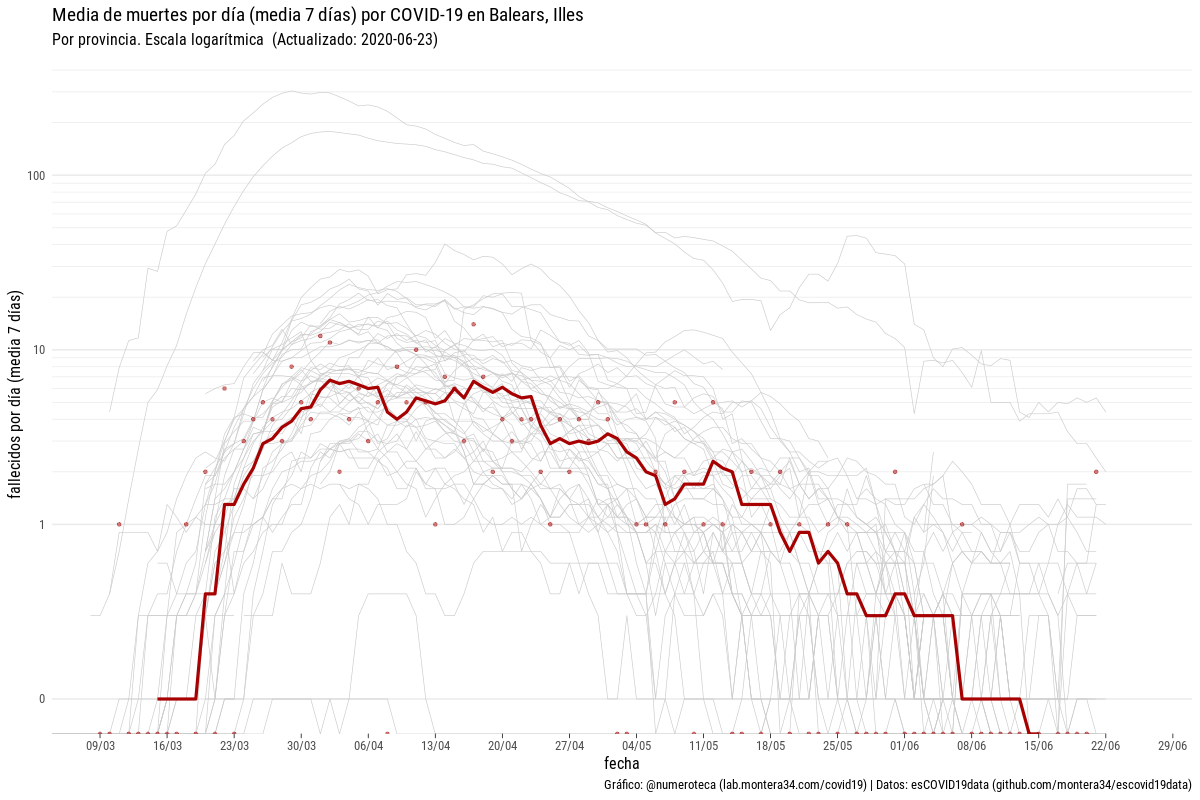 Media de muertes por día (media 7 días) por COVID-19 en Balears, Illes
Por provincia. Escala logarítmica (Actualizado: 2020-06-23)
fallecidos por día (media 7 días)
100
10
1
0
09/03 16/03 23/03 30/03 06/04 13/04 20/04 27/04 04/05 11/05 18/05 25/05 01/06 08/06 15/06 22/06 29/06
fecha
Gráfico: @numeroteca (lab.montera34.com/covid19) | Datos: esCOVID19data (github.com/montera34/escovid19data)